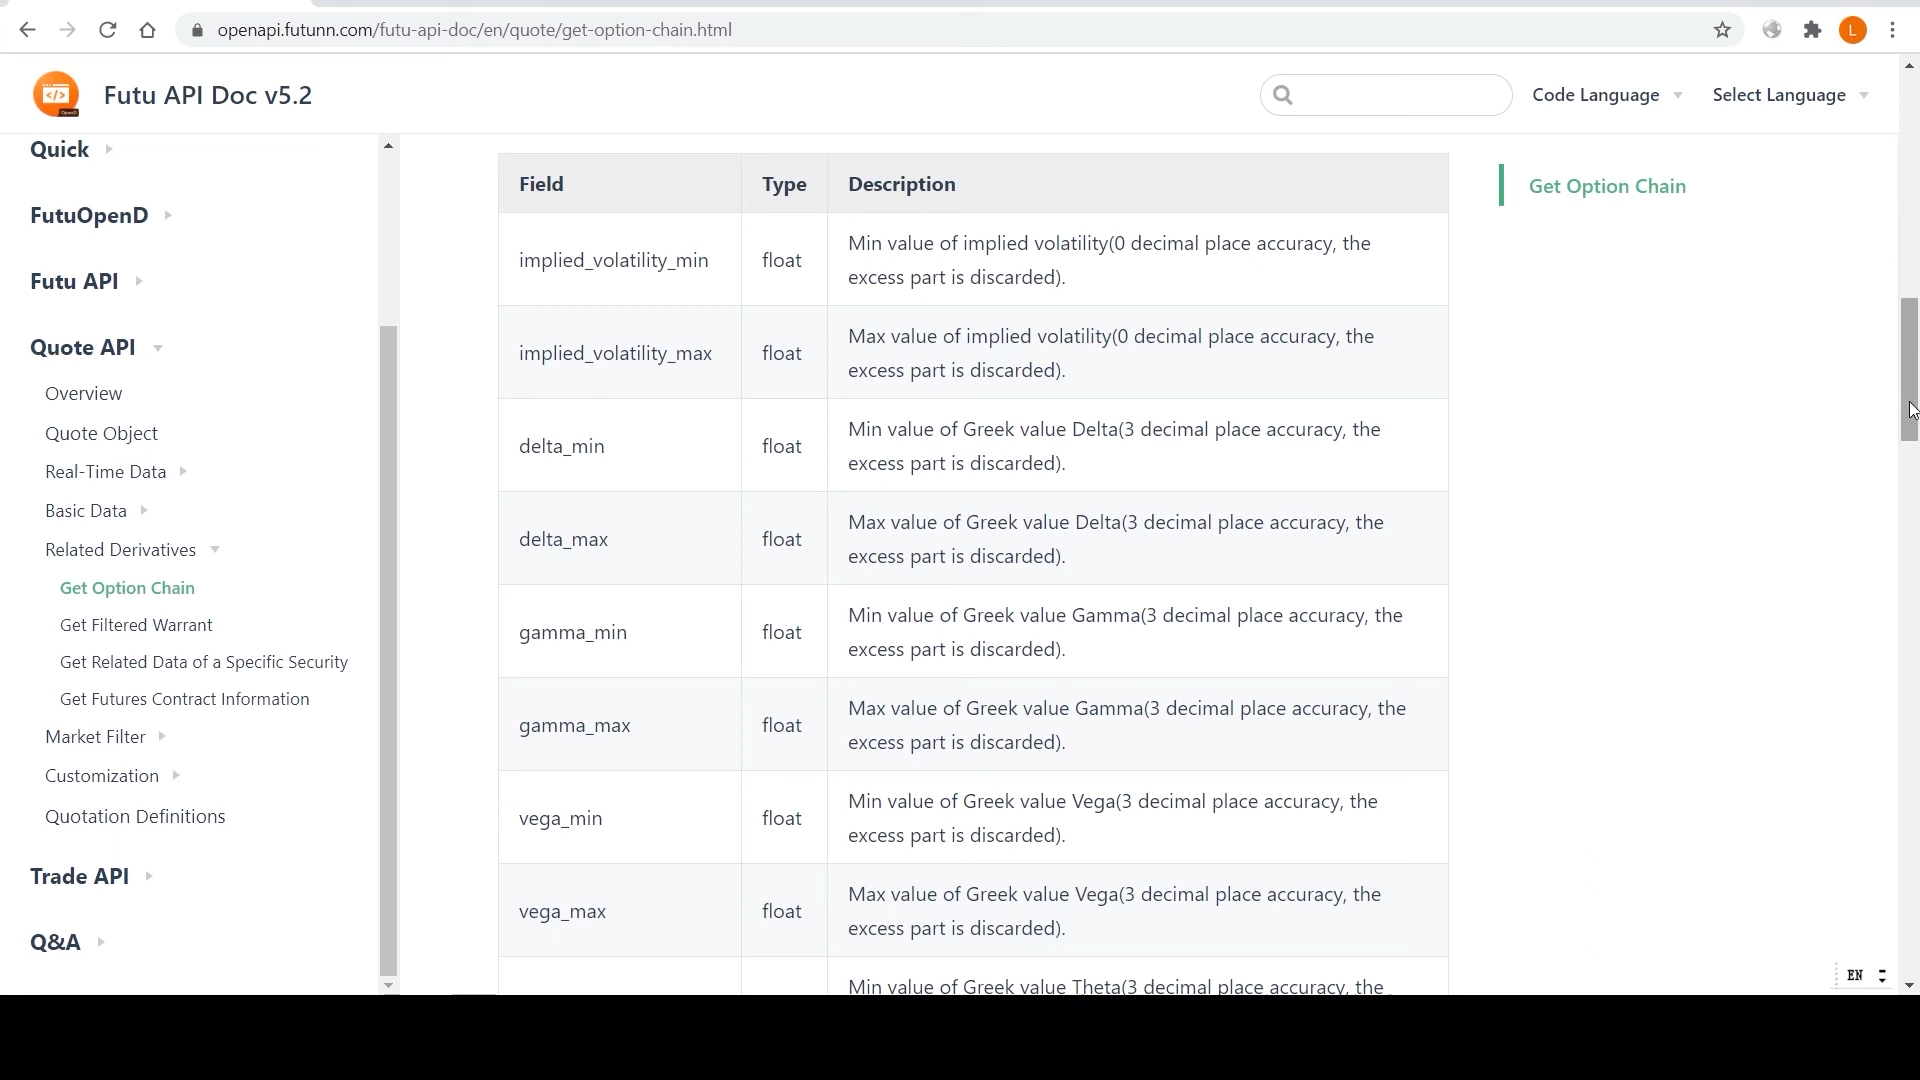 openapi.futunn.com/futu-api-doc/en/quote/get-option-chain.html
L
Futu API Doc v5.2
Code Language
Select Language
Quick
FutuOpenD
Futu API
Quote API
Overview
Quote Object
Real-Time Data
Basic Data
Related Derivatives
Get Option Chain
Get Filtered Warrant
Get Related Data of a Specific Security
Get Futures Contract Information
Market Filter
Customization
Quotation Definitions
Trade API
Q&A
Field Type Description
implied_volatility_min float Min value of implied volatility(0 decimal place accuracy, the
excess part is discarded).
implied_volatility_max float Max value of implied volatility(0 decimal place accuracy, the
excess part is discarded).
delta_min float Min value of Greek value Delta(3 decimal place accuracy, the
excess part is discarded).
delta_max float Max value of Greek value Delta(3 decimal place accuracy, the
excess part is discarded).
gamma_min float Min value of Greek value Gamma(3 decimal place accuracy, the
excess part is discarded).
gamma_max float Max value of Greek value Gamma(3 decimal place accuracy, the
excess part is discarded).
vega_min float Min value of Greek value Vega(3 decimal place accuracy, the
excess part is discarded).
vega_max float Max value of Greek value Vega(3 decimal place accuracy, the
excess part is discarded).
Min value of Greek value Theta(3 decimal place accuracy, the
Get Option Chain
EN